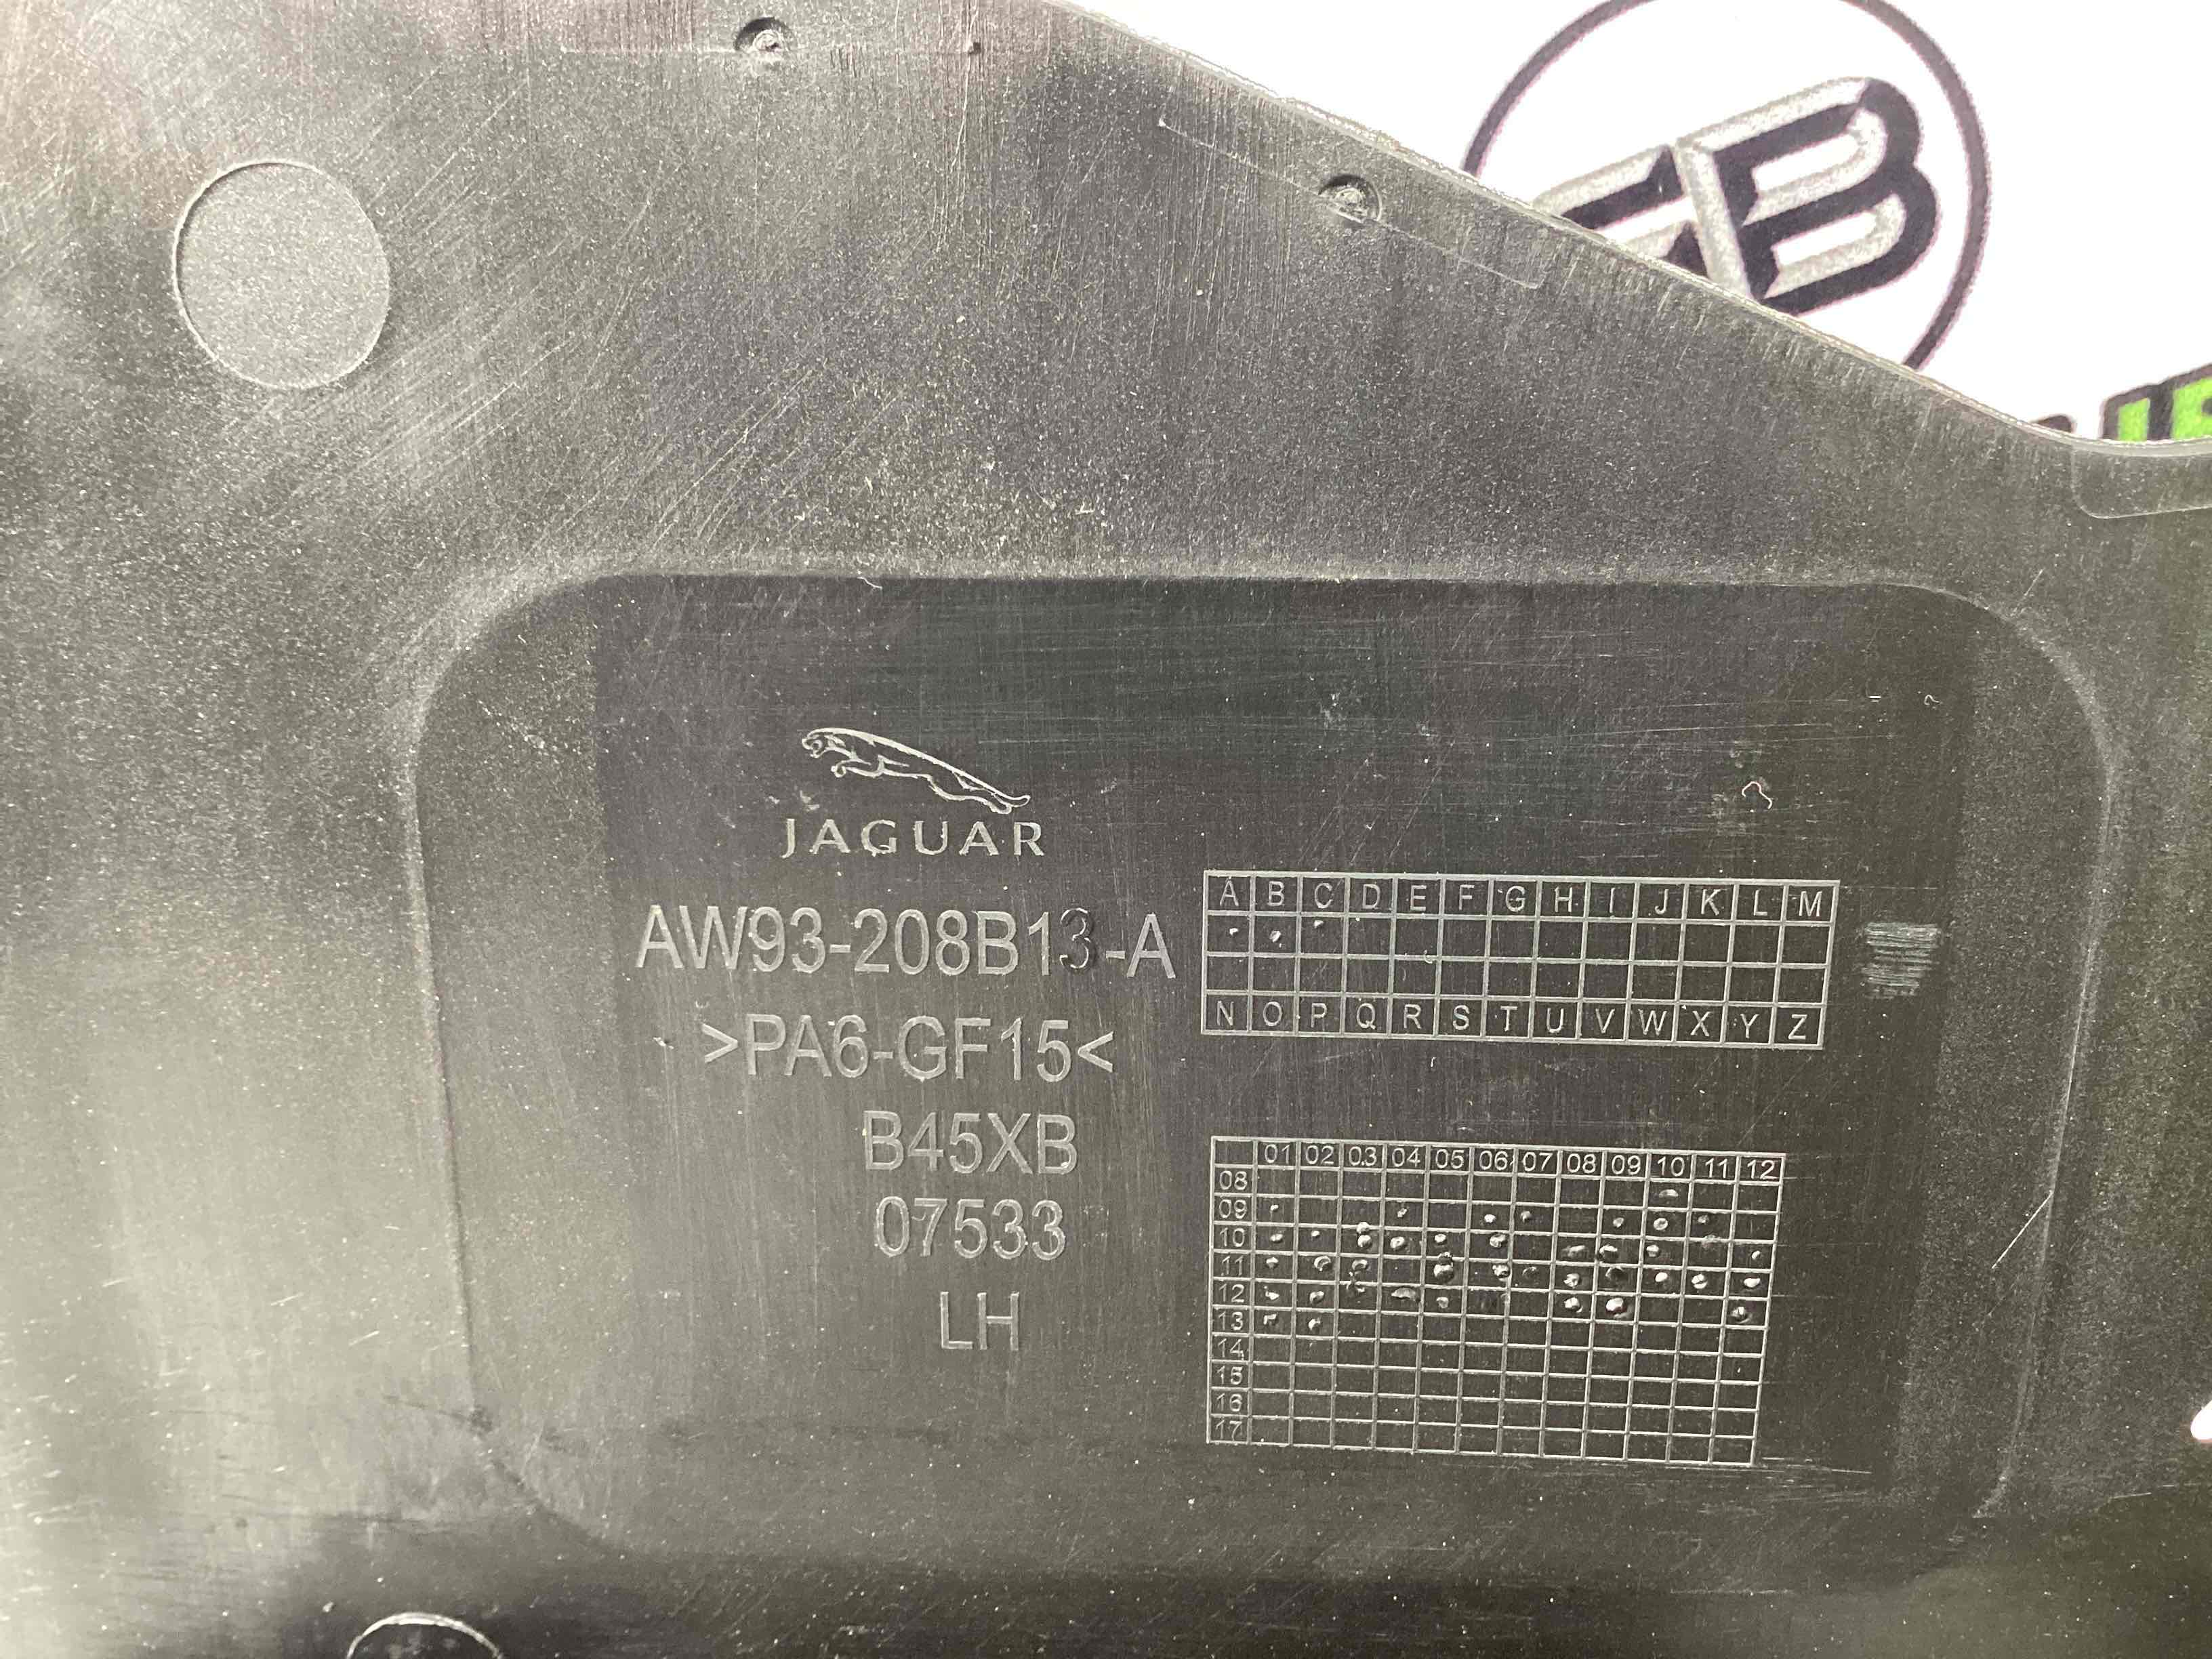 JAGUAR
AW93-208B13-A
>PA6-GF15<
B45XB
07533
LH
A B C D E F G H I J K L M
N O P Q R S T U V W X Y Z
01 02 03 04 05 06 07 08 09 10 11 12
08
09
10
11
12
13
14
15
16
17